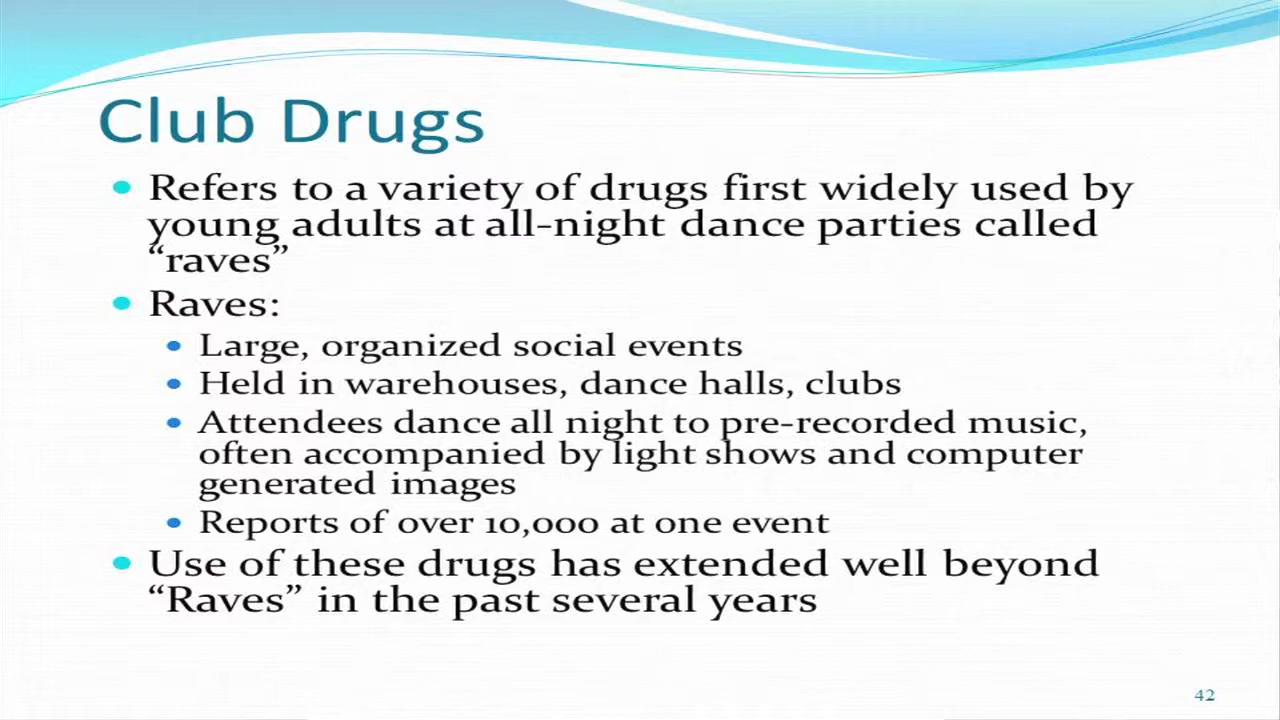 Club Drugs
• Refers to a variety of drugs first widely used by
young adults at all-night dance parties called
“raves”
• Raves:
• Large, organized social events
• Held in warehouses, dance halls, clubs
• Attendees dance all night to pre-recorded music,
often accompanied by light shows and computer
generated images
• Reports of over 10,000 at one event
• Use of these drugs has extended well beyond
“Raves” in the past several years
42